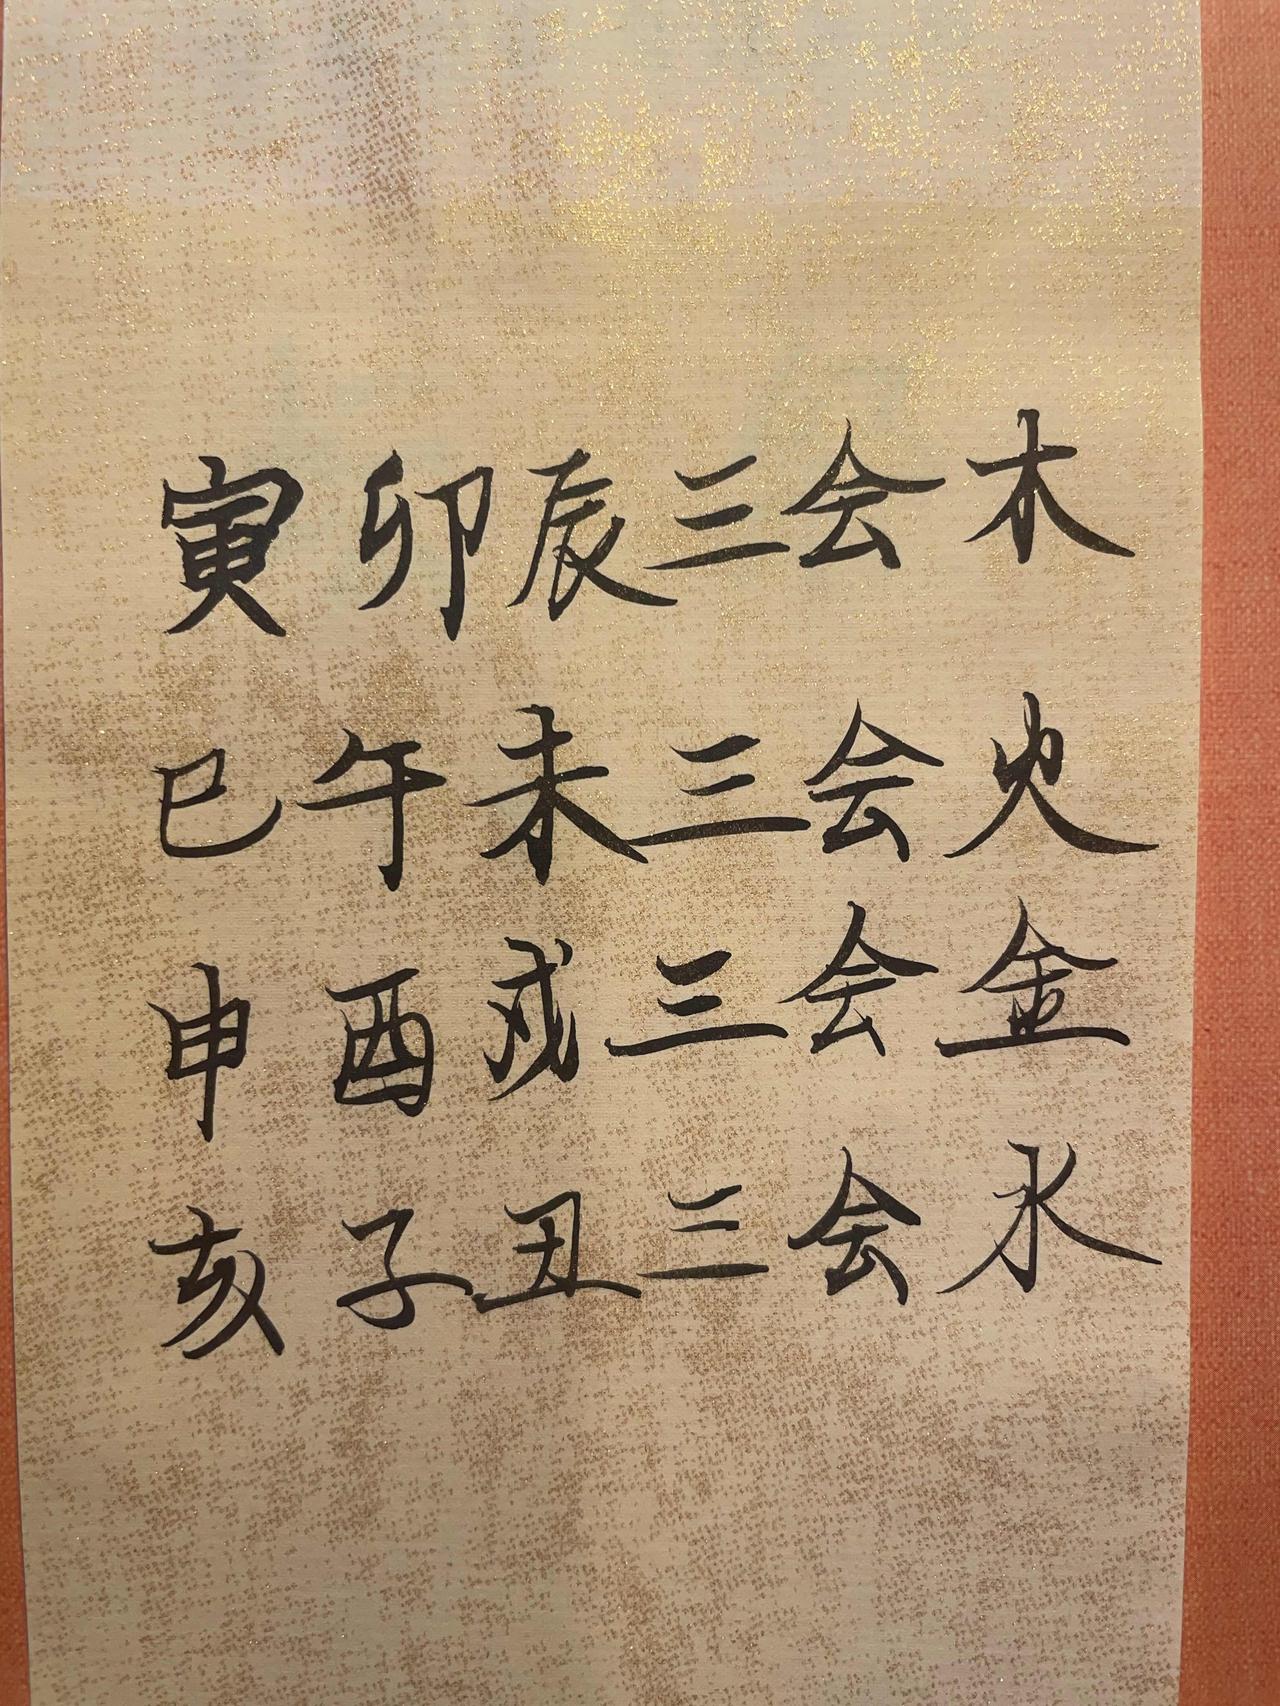 寅卯辰三会木
巳午未三会火
申酉戌三会金
亥子丑三会水